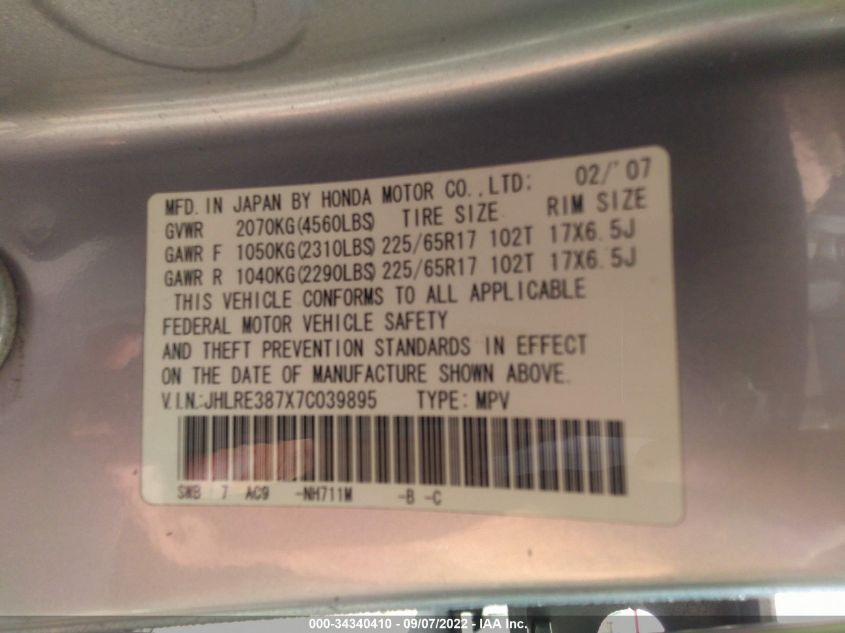 MFD. IN JAPAN BY HONDA MOTOR CO., LTD: 02/'07
GVWR 2070KG(4560LBS) TIRE SIZE RIM SIZE
GAWR F 1050KG(2310LBS) 225/65R17 102T 17X6.5J
GAWR R 1040KG(2290LBS) 225/65R17 102T 17X6.5J
THIS VEHICLE CONFORMS TO ALL APPLICABLE
FEDERAL MOTOR VEHICLE SAFETY
AND THEFT PREVENTION STANDARDS IN EFFECT
ON THE DATE OF MANUFACTURE SHOWN ABOVE.
V.I.N.:JHLRE387X7C039895 TYPE: MPV
SWB 7 AC9 -NH711M -B -C
000-34340410 - 09/07/2022 - IAA Inc.